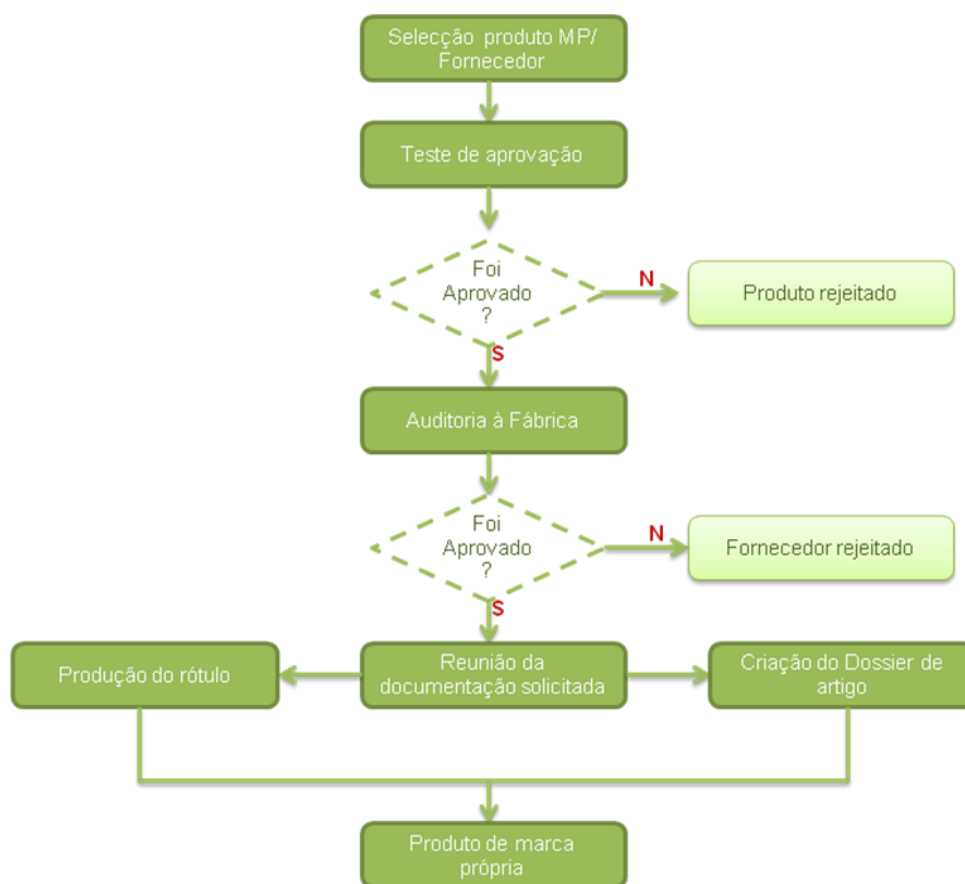 Selecção produto MP/
Fornecedor
Teste de aprovação
Foi
Aprovado
?
N
Produto rejeitado
S
Auditoria à Fábrica
Foi
Aprovado
?
N
Fornecedor rejeitado
S
Produção do rótulo
Reunião da
documentação solicitada
Criação do Dossier de
artigo
Produto de marca
própria